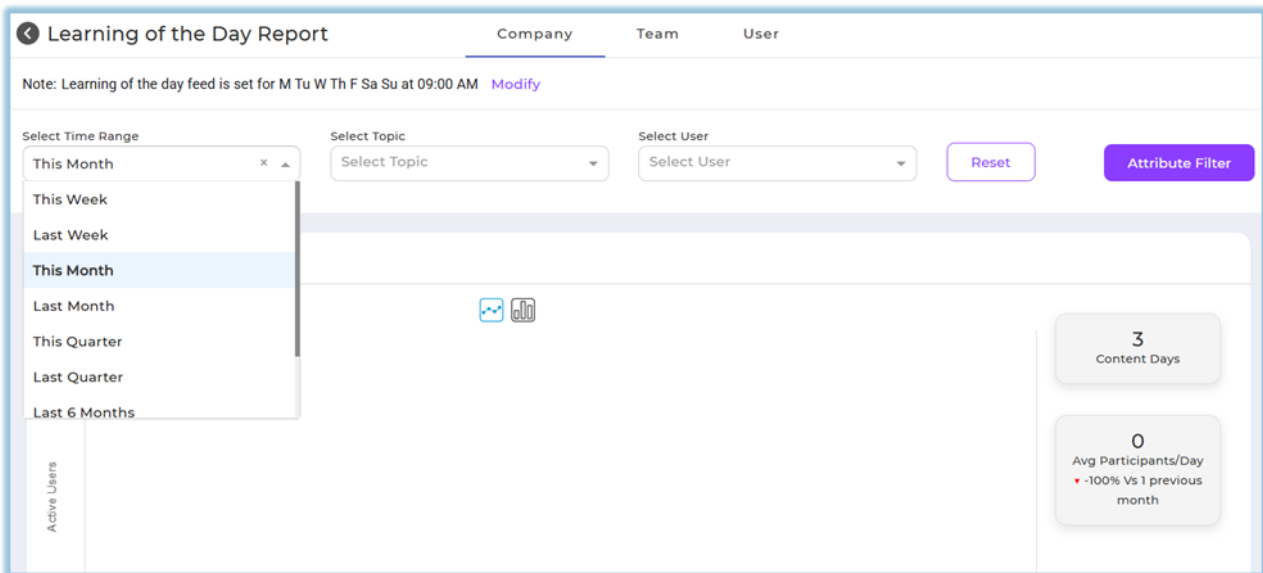 Learning of the Day Report
Company
Team
User
Note: Learning of the day feed is set for M Tu W Th F Sa Su at 09:00 AM Modify
Select Time Range
Select Topic
Select User
This Month ×
Select Topic
Select User
Reset
Attribute Filter
This Week
Last Week
This Month
Last Month
This Quarter
Last Quarter
Last 6 Months
3
Content Days
0
Avg Participants/Day
▼ -100% Vs 1 previous
month
Active Users